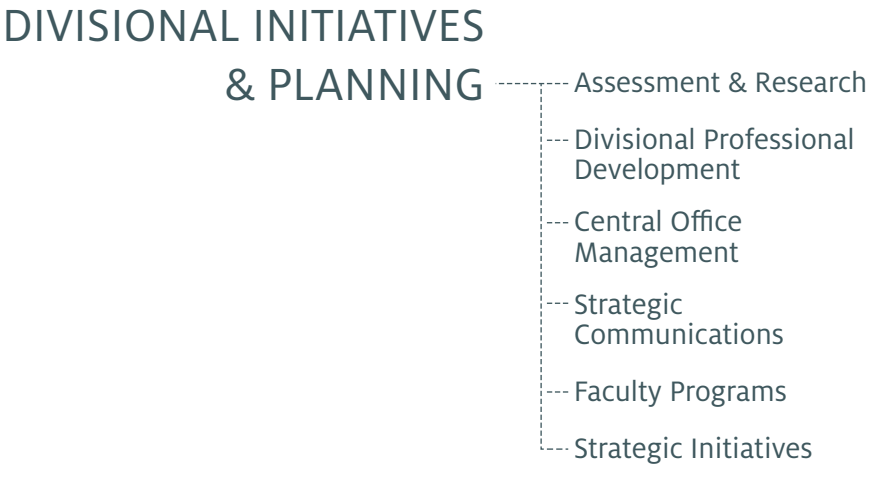 DIVISIONAL INITIATIVES
& PLANNING
Assessment & Research
Divisional Professional
Development
Central Office
Management
Strategic
Communications
Faculty Programs
Strategic Initiatives